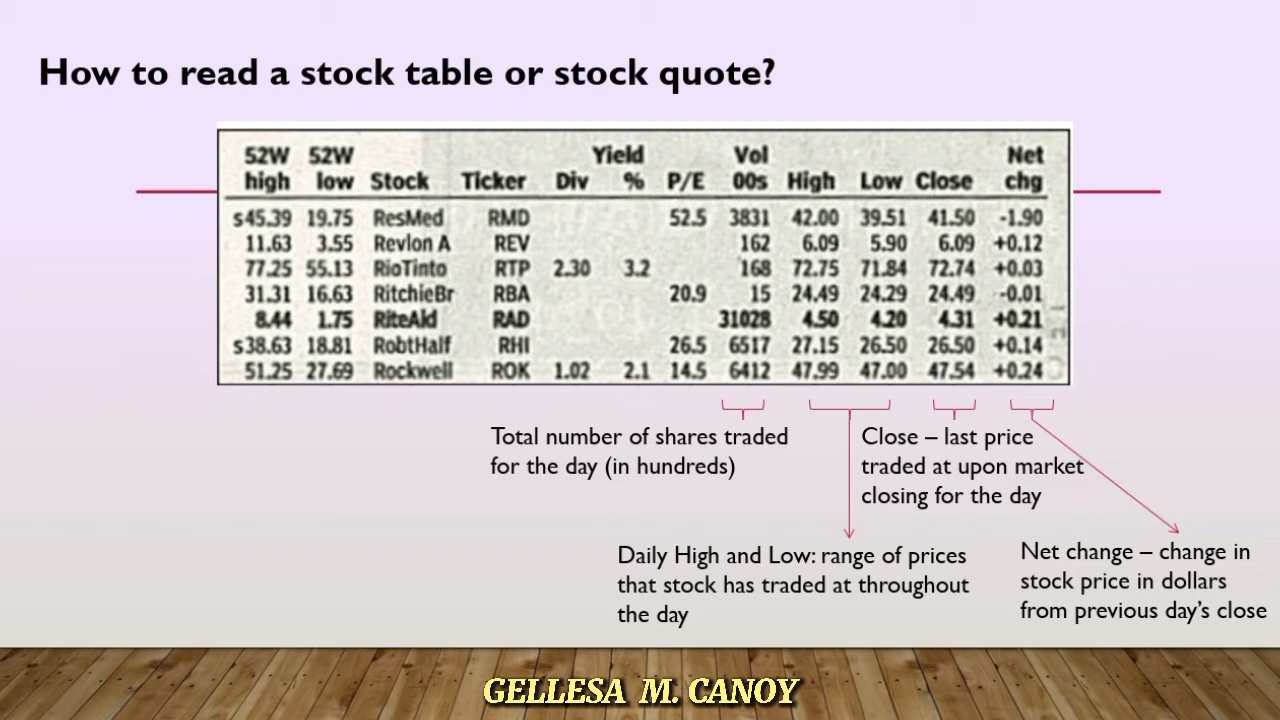 How to read a stock table or stock quote?
52W 52W Yield Vol Net
high low Stock Ticker Div % P/E 00s High Low Close chg
s45.39 19.75 ResMed RMD 52.5 3831 42.00 39.51 41.50 -1.90
11.63 3.55 Revlon A REV 162 6.09 5.90 6.09 +0.12
77.25 55.13 RioTinto RTP 2.30 3.2 168 72.75 71.84 72.74 +0.03
31.31 16.63 RitchieBr RBA 20.9 15 24.49 24.29 24.49 -0.01
8.44 1.75 RiteAid RAD 31028 4.50 4.20 4.31 +0.21
s38.63 18.81 RobtHalf RHI 26.5 6517 27.15 26.50 26.50 +0.14
51.25 27.69 Rockwell ROK 1.02 2.1 14.5 6412 47.99 47.00 47.54 +0.24
Total number of shares traded
for the day (in hundreds)
Close – last price
traded at upon market
closing for the day
Daily High and Low: range of prices
that stock has traded at throughout
the day
Net change – change in
stock price in dollars
from previous day's close
GELLESA M. CANOY